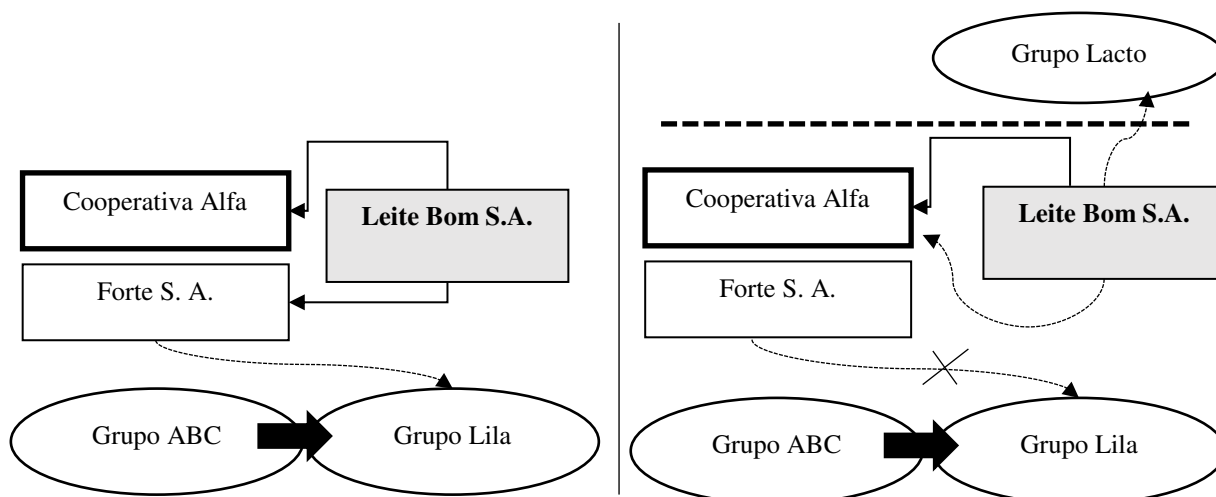 Cooperativa Alfa
Leite Bom S.A.
Forte S. A.
Grupo ABC
Grupo Lila
Grupo Lacto
Cooperativa Alfa
Leite Bom S.A.
Forte S. A.
Grupo ABC
Grupo Lila